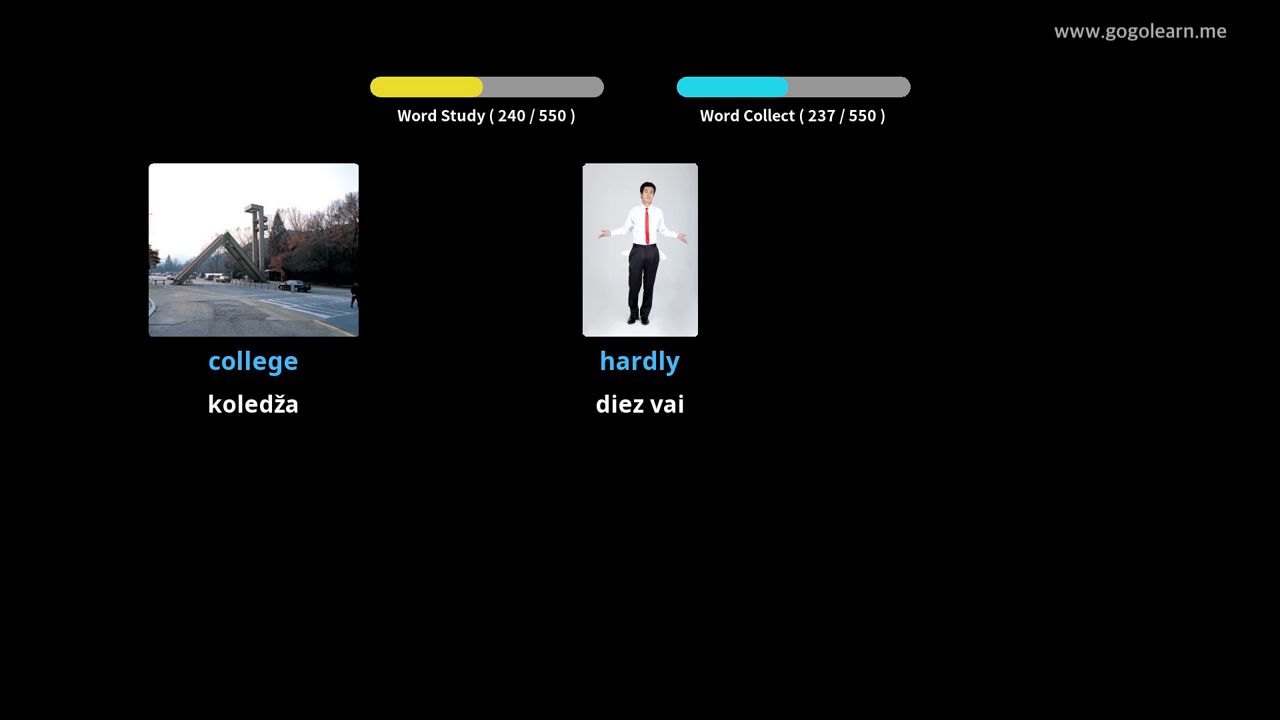 www.gogolearn.me
Word Study ( 240 / 550 )
Word Collect ( 237 / 550 )
college
hardly
koledža
diez vai